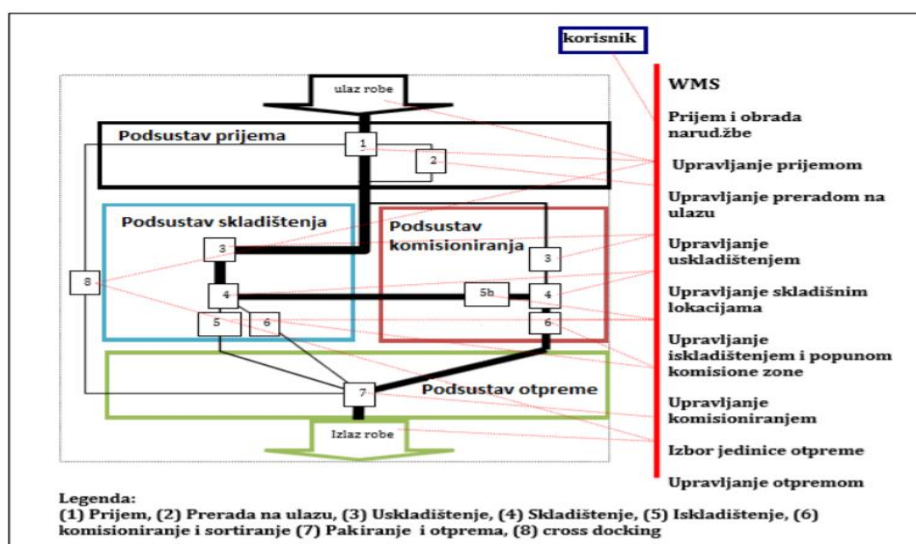 korisnik
WMS
ulaz robe
Prijem i obrada
narudžbe
Podsustav prijema
1
2
Upravljanje prijemom
Upravljanje preradom na
ulazu
Podsustav skladištenja
Podsustav
komisioniranja
3
3
Upravljanje
uskladištenjem
8
4
5b
4
Upravljanje skladišnim
lokacijama
5
6
6
Upravljanje
iskladištenjem i popunom
komisione zone
7
Podsustav otpreme
Upravljanje
komisioniranjem
Izlaz robe
Izbor jedinice otpreme
Upravljanje otpremom
Legenda:
(1) Prijem, (2) Prerada na ulazu, (3) Uskladištenje, (4) Skladištenje, (5) Iskladištenje, (6)
komisioniranje i sortiranje (7) Pakiranje i otprema, (8) cross docking